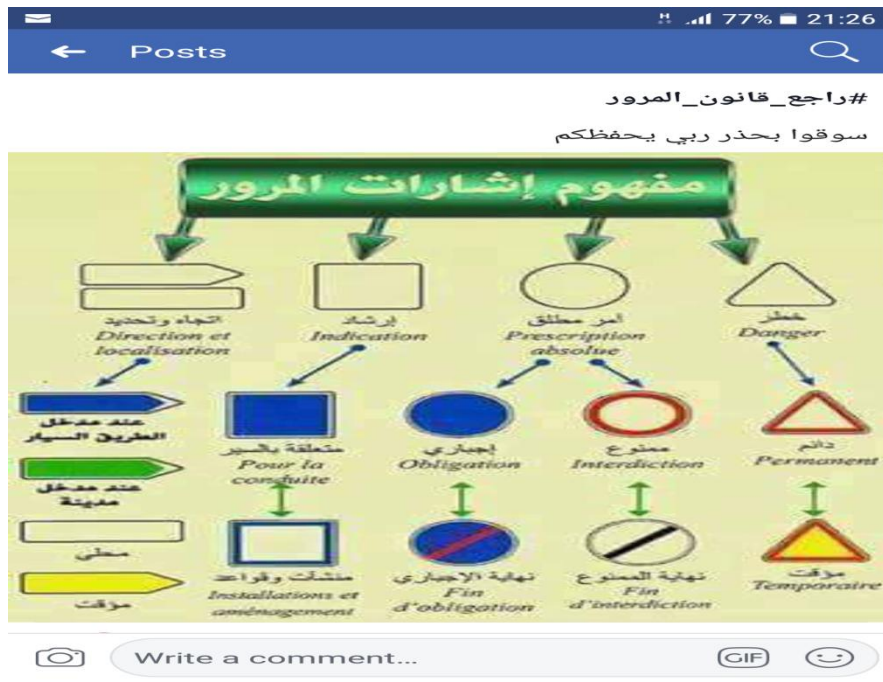 77% 21:26
Posts
#راجع_قانون_المرور
سوقوا بحذر ربي يحفظكم
مفهوم إشارات المرور
خطر
Danger
أمر مطلق
Prescription
absolue
إرشاد
Indication
اتجاه وتحديد
Direction et
localisation
دائم
Permanent
ممنوع
Interdiction
إجباري
Obligation
متعلقة بالسير
Pour la
conduite
عند مدخل
الطريق السيار
عند مدخل
مدينة
مؤقت
Temporaire
نهاية الممنوع
Fin
d'interdiction
نهاية الإجباري
Fin
d'obligation
منشآت وقواعد
Installations et
aménagement
محلي
مؤقت
Write a comment...
GIF